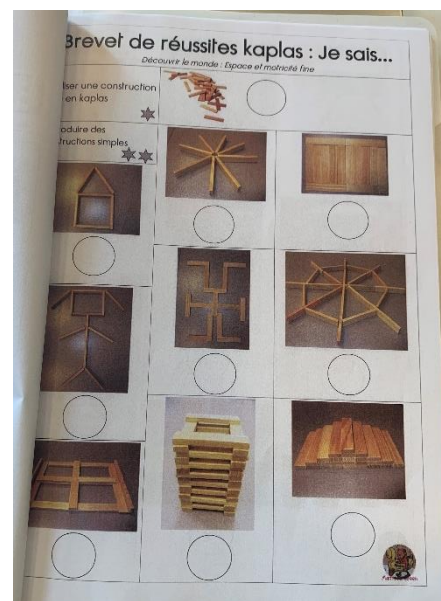 Brevet de réussites kaplas : Je sais...
Découvrir le monde : Espace et motricité fine
iser une construction
en kaplas
oduire des
tructions simples